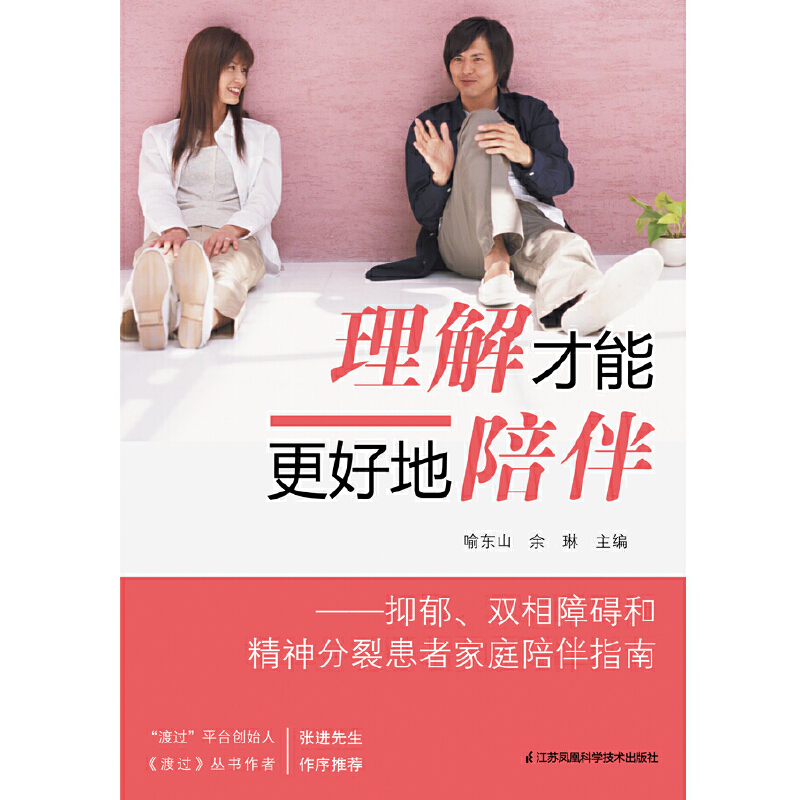 理解才能
更好地陪伴
喻东山 余 琳 主编
——抑郁、双相障碍和
精神分裂患者家庭陪伴指南
“渡过”平台创始人
《渡过》丛书作者
张进先生
作序推荐
江苏凤凰科学技术出版社